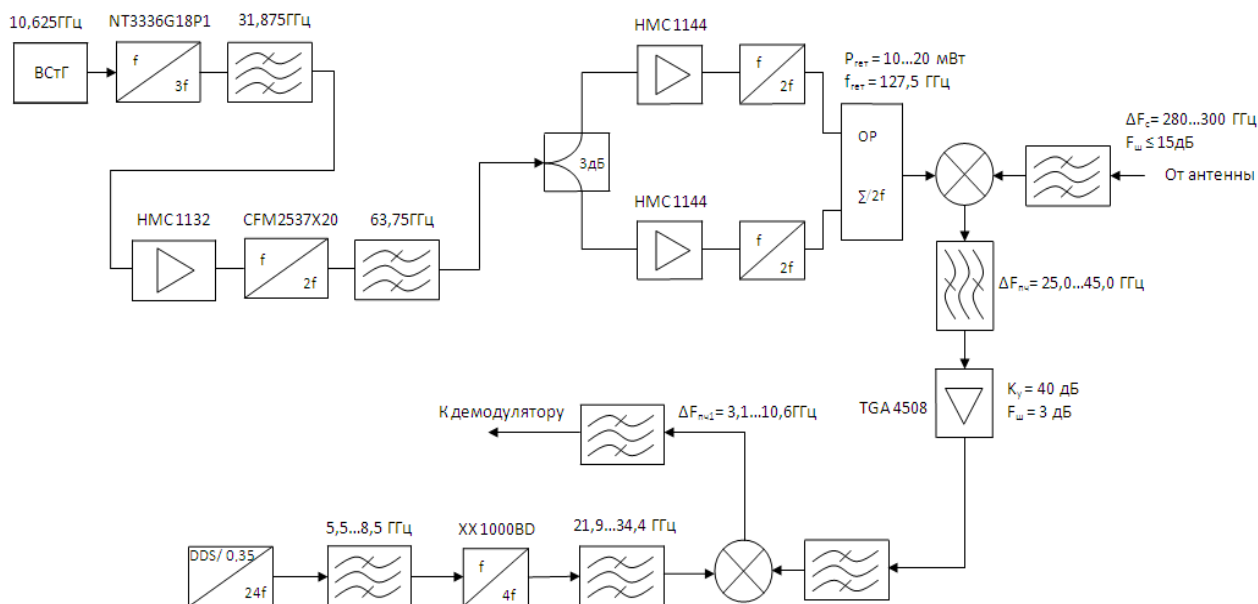 10,625ГГц
NT3336G18P1
31,875ГГц
ВСтГ
f
3f
HMC1144
f
2f
Pгет = 10...20 мВт
fгет = 127,5 ГГц
ΔFс= 280...300 ГГц
Fш ≤ 15дБ
От антенны
3дБ
ОР
∑/2f
HMC1132
CFM2537X20
63,75ГГц
f
2f
HMC1144
f
2f
ΔFпч= 25,0...45,0 ГГц
TGA4508
Kу = 40 дБ
Fш = 3 дБ
К демодулятору
ΔFпч1= 3,1...10,6ГГц
DDS/ 0,35
24f
5,5...8,5 ГГц
XX1000BD
f
4f
21,9...34,4 ГГц